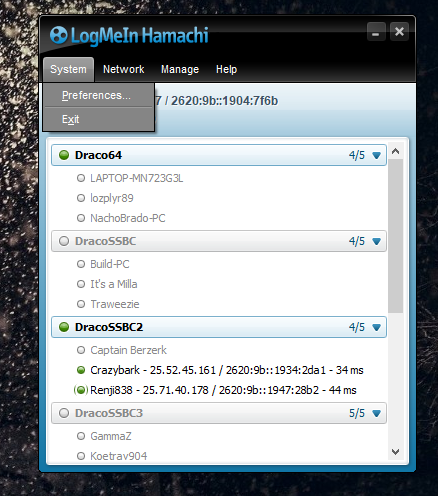 LogMeIn Hamachi
System Network Manage Help
Preferences...
7 / 2620:9b::1904:7f6b
Exit
Draco64 4/5
LAPTOP-MN723G3L
lozplyr89
NachoBrado-PC
DracoSSBC 4/5
Build-PC
It's a Milla
Traweezie
DracoSSBC2 4/5
Captain Berzerk
Crazybark - 25.52.45.161 / 2620:9b::1934:2da1 - 34 ms
Renji838 - 25.71.40.178 / 2620:9b::1947:28b2 - 44 ms
DracoSSBC3 5/5
GammaZ
Koetrav904